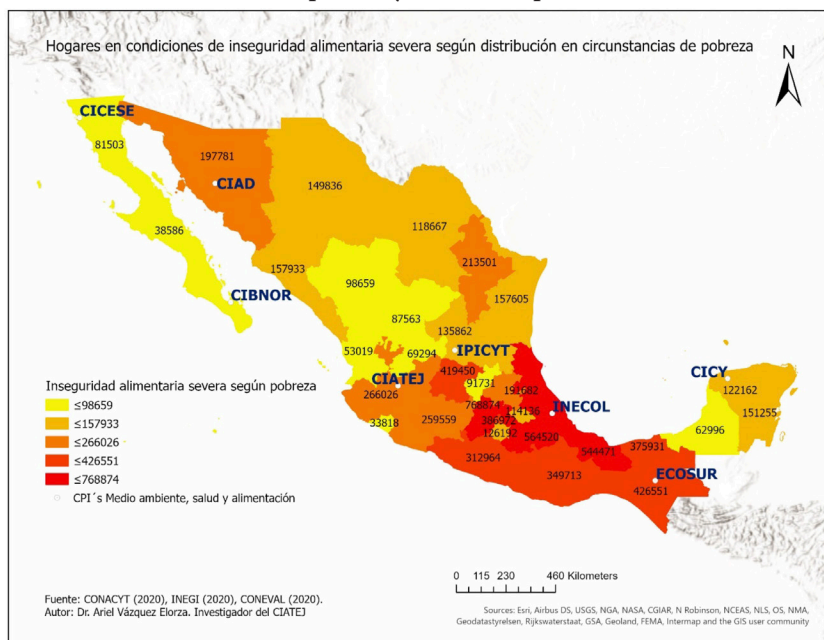 Hogares en condiciones de inseguridad alimentaria severa según distribución en circunstancias de pobreza
N
CICESE
81503
197781
CIAD
149836
118667
38586
213501
157933
98659
157605
CIBNOR
87563
135862
53019
69294
IPICYT
CIATEJ
419450
91731
191682
CICY
122162
266026
768874
114136
INECOL
151255
33818
259559
386972
126192
564520
62996
544471
375931
312964
349713
ECOSUR
426551
Inseguridad alimentaria severa según pobreza
≤98659
≤157933
≤266026
≤426551
≤768874
CPI´s Medio ambiente, salud y alimentación
0 115 230 460 Kilometers
Fuente: CONACYT (2020), INEGI (2020), CONEVAL (2020).
Autor: Dr. Ariel Vázquez Elorza. Investigador del CIATEJ
Sources: Esri, Airbus DS, USGS, NGA, NASA, CGIAR, N Robinson, NCEAS, NLS, OS, NMA,
Geodatastyrelsen, Rijkswaterstaat, GSA, Geoland, FEMA, Intermap and the GIS user community